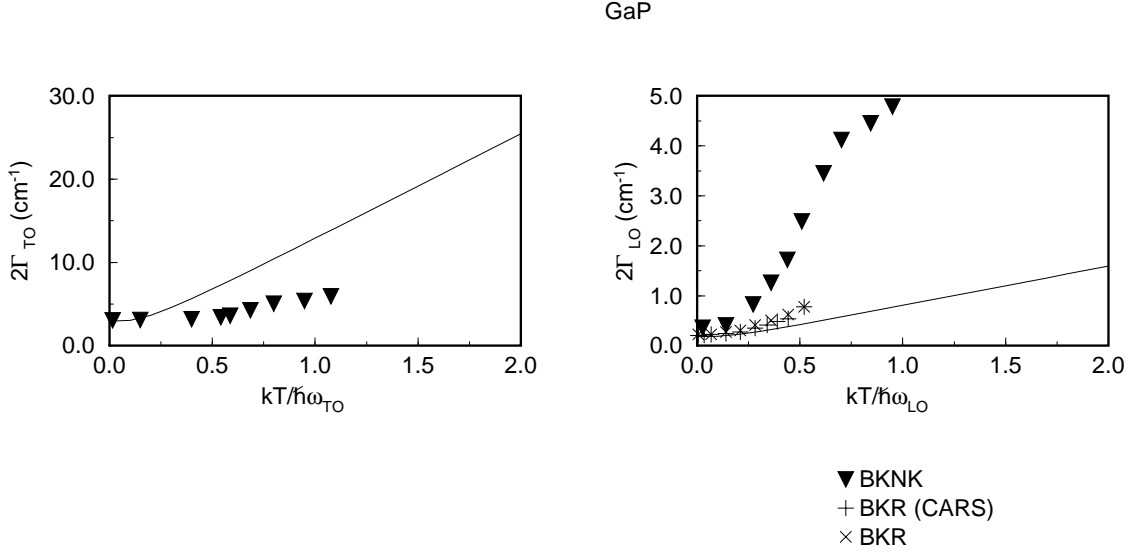 GaP
30.0
20.0
10.0
0.0
2Γ TO (cm-1)
0.0 0.5 1.0 1.5 2.0
kT/ħωTO
5.0
4.0
3.0
2.0
1.0
0.0
2Γ LO (cm-1)
0.0 0.5 1.0 1.5 2.0
kT/ħωLO
BKNK
BKR (CARS)
BKR